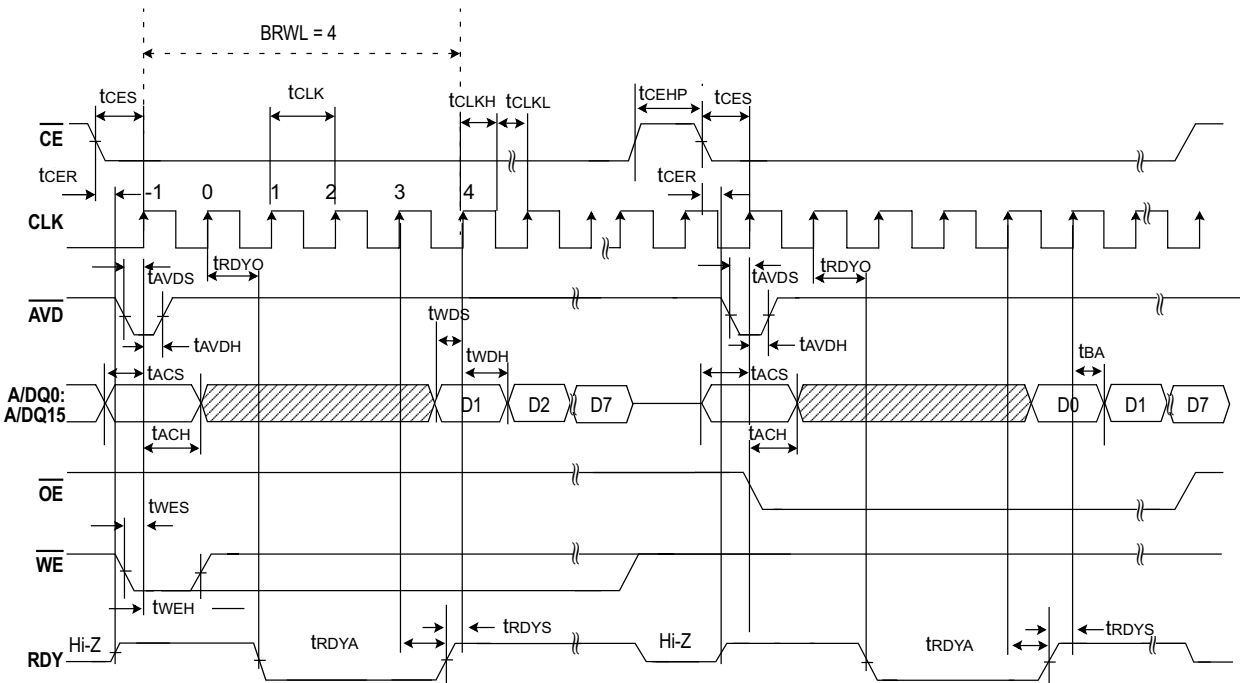 BRWL = 4
tCES tCLK tCLKH tCLKL tCEHP tCES
CE
tCER tCER
-1 0 1 2 3 4
CLK
tAVDS tRDYO tAVDS tRDYO
AVD
tAVDH tWDS tAVDH
tACS tWDH tACS tBA
A/DQ0:
A/DQ15
D1 D2 D7 D0 D1 D7
tACH tACH
OE
tWES
WE
tWEH
Hi-Z tRDYA tRDYS Hi-Z tRDYA tRDYS
RDY